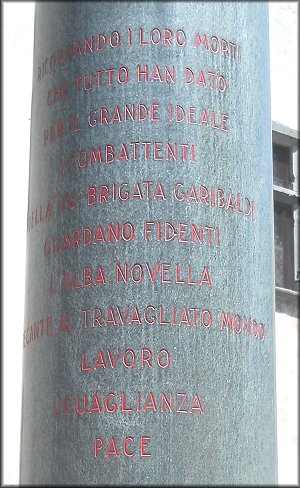 RICORDANDO I LORO MORTI
CHE TUTTO HAN DATO
PER IL GRANDE IDEALE
I COMBATTENTI
DELLA BRIGATA GARIBALDI
GUARDANO FIDENTI
L'ALBA NOVELLA
AL TRAVAGLIATO MONDO
LAVORO
UGUAGLIANZA
PACE